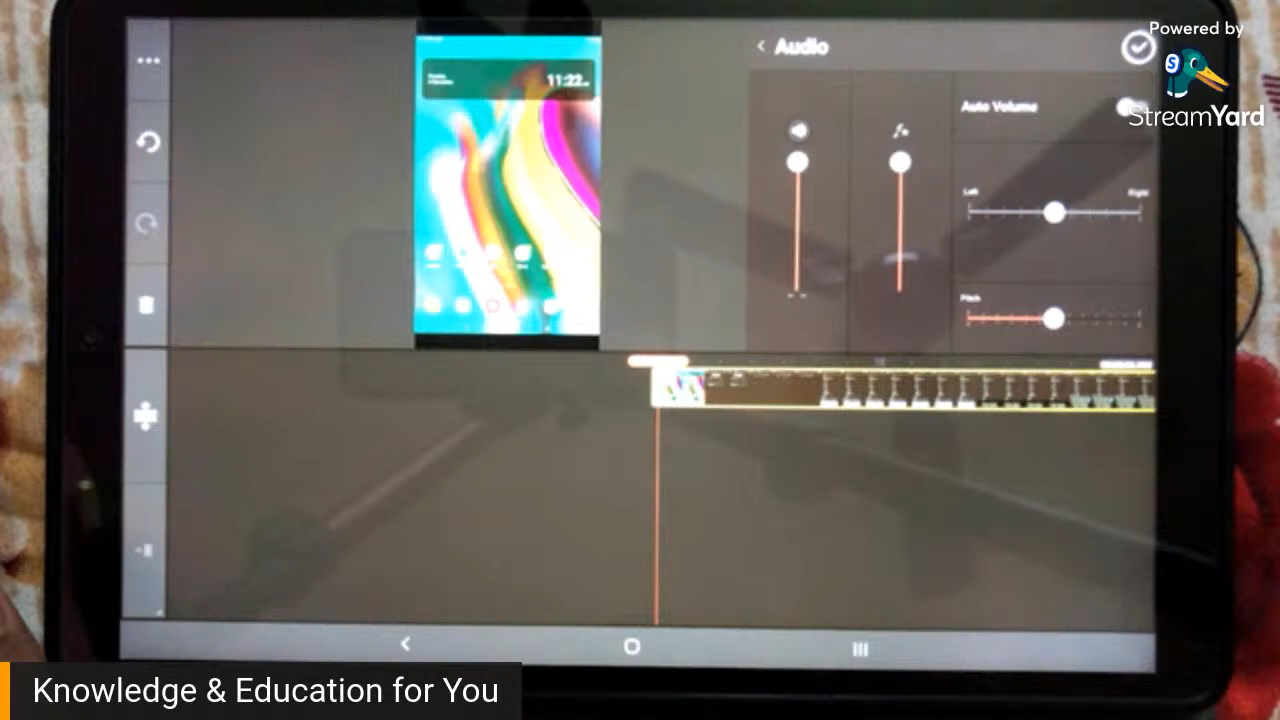 Powered by
StreamYard
Audio
11:22
Auto Volume
Left
Right
Pitch
Knowledge & Education for You